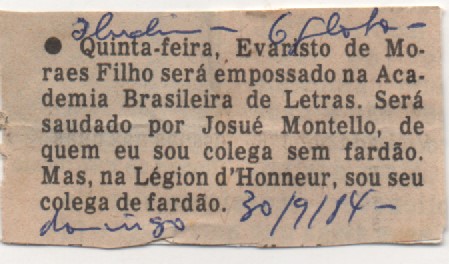 Ibrahim – O Globo –
● Quinta-feira, Evaristo de Mo-
raes Filho será empossado na Aca-
demia Brasileira de Letras. Será
saudado por Josué Montello, de
quem eu sou colega sem fardão.
Mas, na Légion d'Honneur, sou seu
colega de fardão. 30/9/84 –
domingo